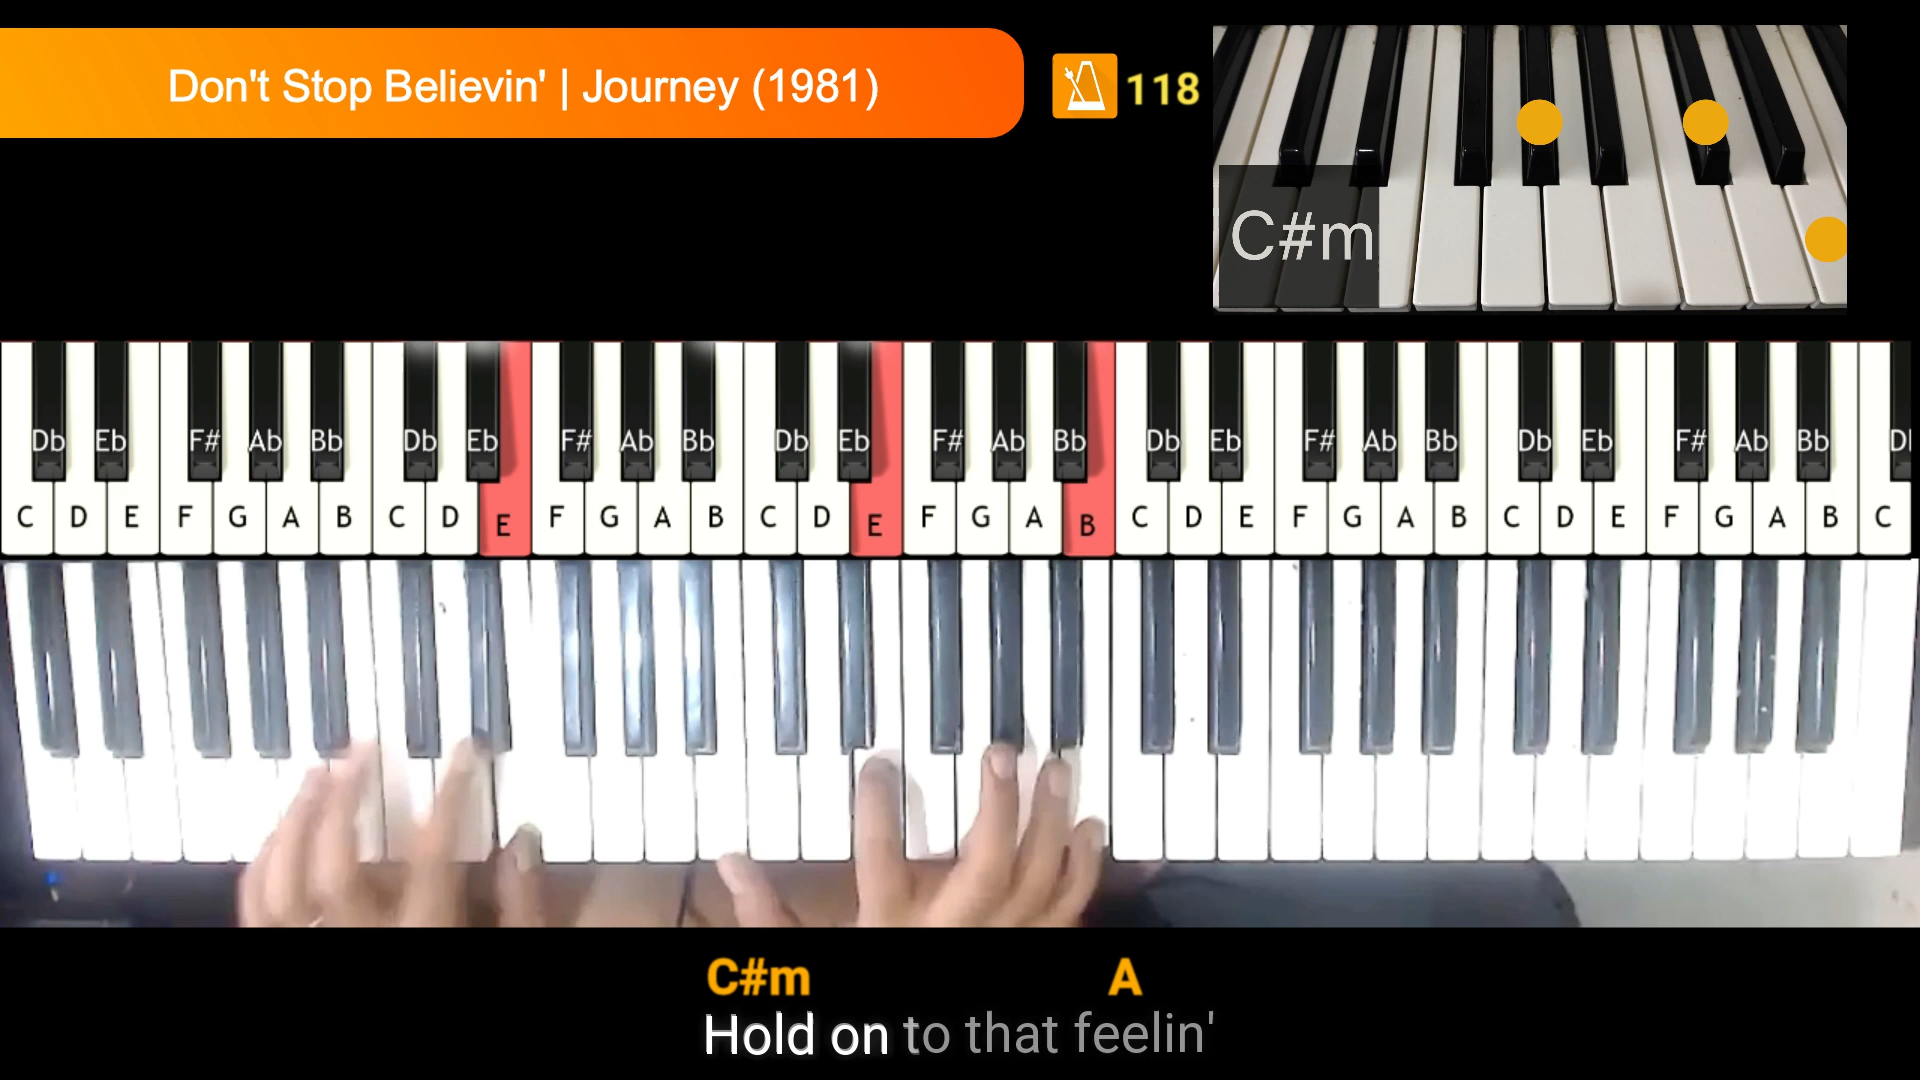 Don't Stop Believin' | Journey (1981)
118
C#m
Db Eb F# Ab Bb Db Eb F# Ab Bb Db Eb F# Ab Bb Db Eb F# Ab Bb Db Eb F# Ab Bb D
C D E F G A B C D E F G A B C D E F G A B C D E F G A B C D E F G A B C
C#m A
Hold on to that feelin'